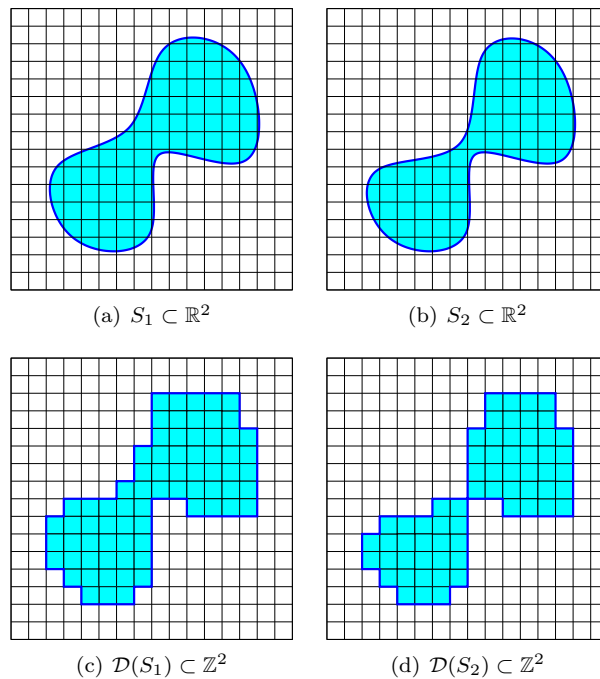 (a) S₁ ⊂ ℝ²
(b) S₂ ⊂ ℝ²
(c) 𝒟(S₁) ⊂ ℤ²
(d) 𝒟(S₂) ⊂ ℤ²